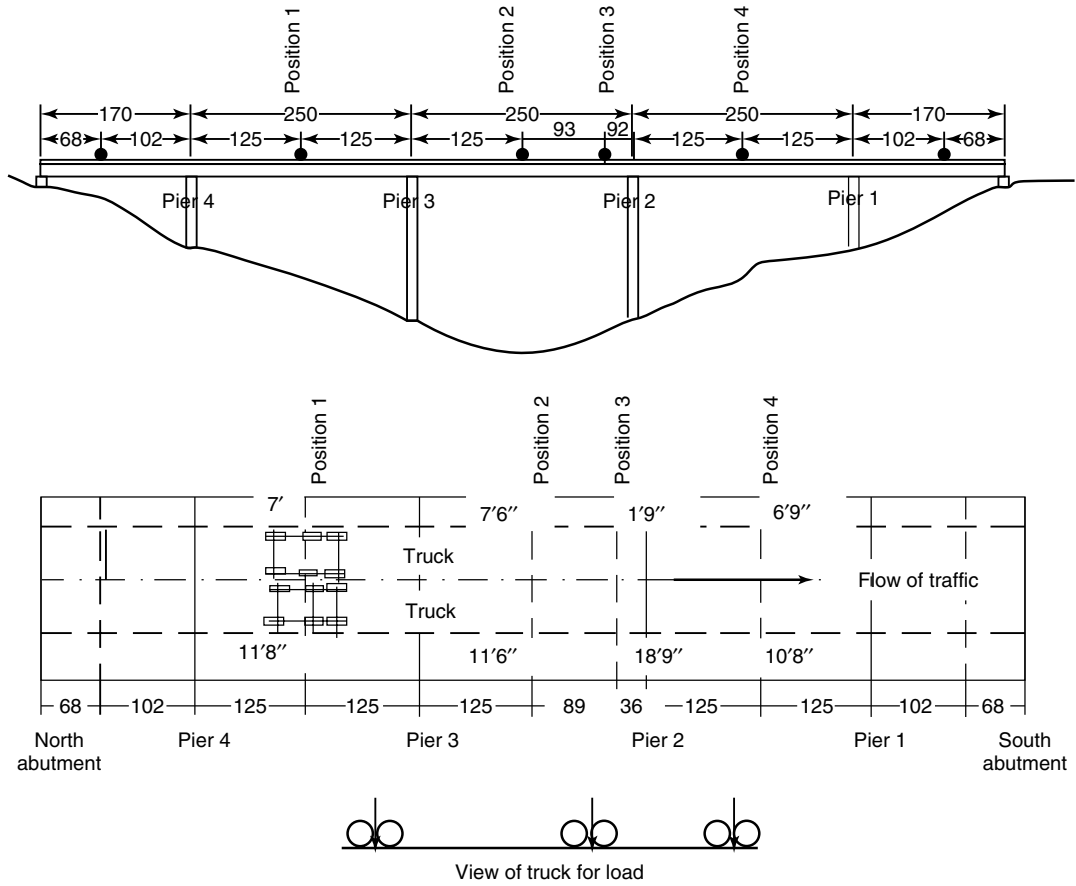 Position 1
Position 2
Position 3
Position 4
170 250 250 250 170
68 102 125 125 125 93 92 125 125 102 68
Pier 4 Pier 3 Pier 2 Pier 1
Position 1
Position 2
Position 3
Position 4
7′ 7′6″ 1′9″ 6′9″
Truck
Flow of traffic
Truck
11′8″ 11′6″ 18′9″ 10′8″
68 102 125 125 125 89 36 125 125 102 68
North abutment Pier 4 Pier 3 Pier 2 Pier 1 South abutment
View of truck for load